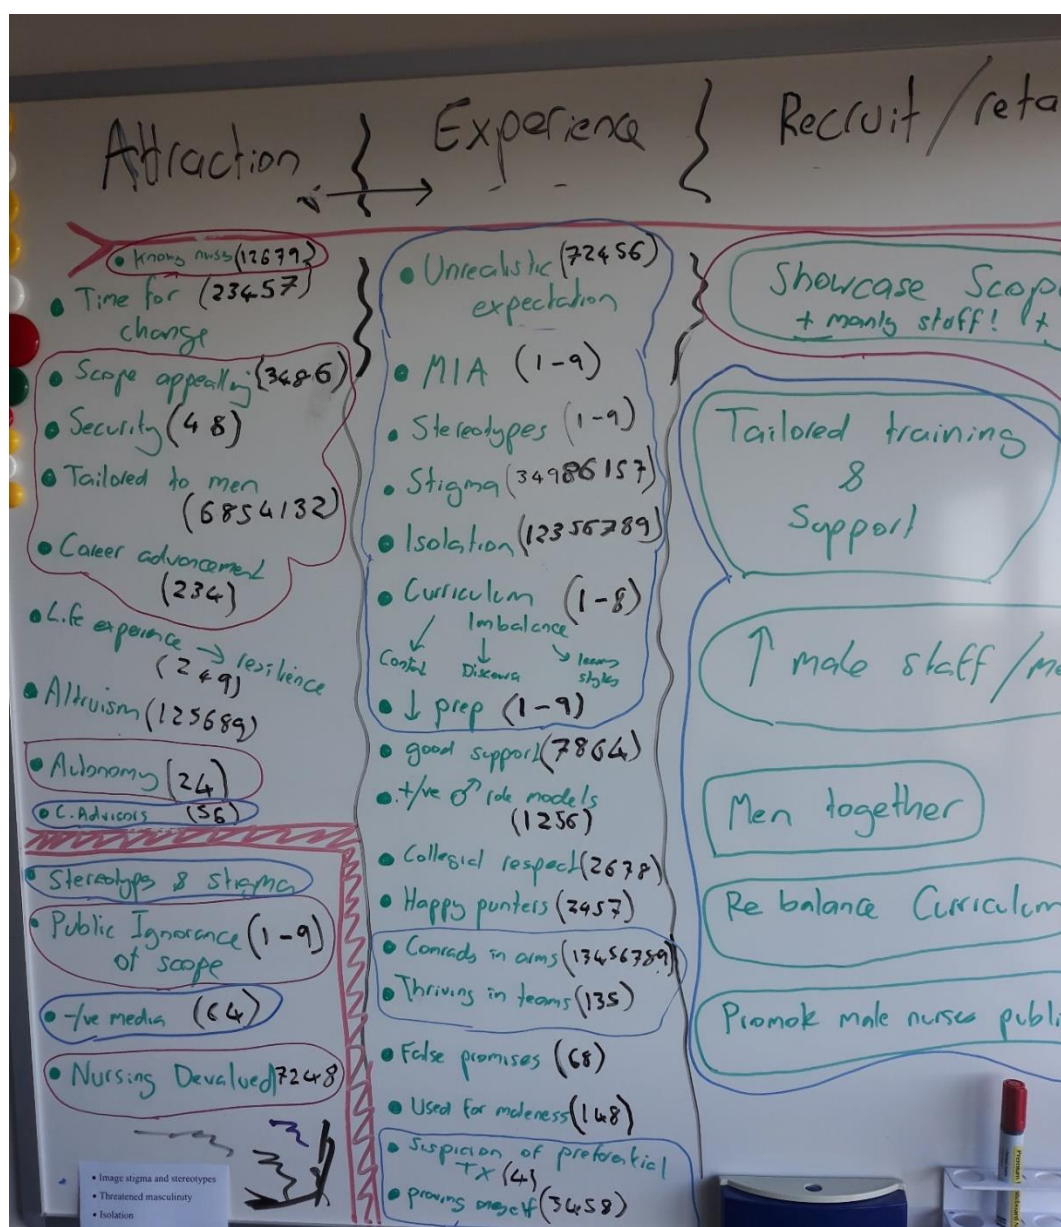 Attraction
• Knows nurses (12679)
• Time for (23457)
change
• Scope appealing (3486)
• Security (48)
• Tailored to men
(6854132)
• Career advancement
(234)
• Life experience → resilience
(249)
• Altruism (125689)
• Autonomy (24)
• C. Advisors (56)
• Stereotypes & stigma
• Public Ignorance (1-9)
of scope
• -/ve media (64)
• Nursing Devalued 7248
• Image stigma and stereotypes
• Threatened masculinity
• Isolation
Experience
• Unrealistic (72456)
expectation
• MIA (1-9)
• Stereotypes (1-9)
• Stigma (34986157)
• Isolation (12356789)
• Curriculum (1-8)
Imbalance
learn
styles
• ↓ prep (1-9)
• good support (7864)
• +/ve ♂ role models
(1256)
• Collegial respect (2678)
• Happy punters (2457)
• Conrads in arms (13456789)
• Thriving in teams (135)
• False promises (68)
• Used for maleness (148)
• Suspicion of preferential
TX (4)
• proving oneself (3458)
Recruit/reta
Showcase Scop
+ manly staff! +
Tailored training
&
Support
↑ male staff/m
Men together
Re balance Curriculum
Promote male nurses publi